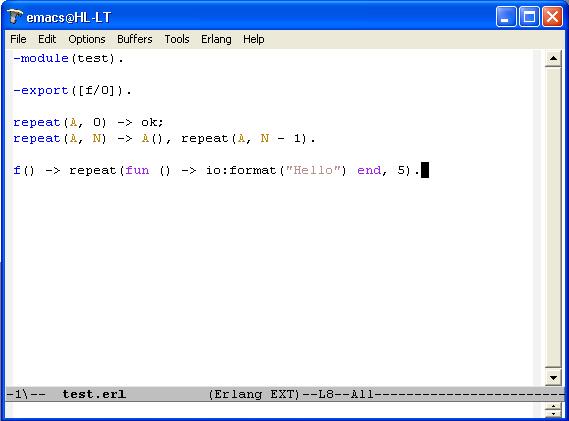 emacs@HL-LT
File Edit Options Buffers Tools Erlang Help
-module(test).
-export([f/0]).
repeat(A, 0) -> ok;
repeat(A, N) -> A(), repeat(A, N - 1).
f() -> repeat(fun () -> io:format("Hello") end, 5).
-1\-- test.erl (Erlang EXT)--L8--All------------------------